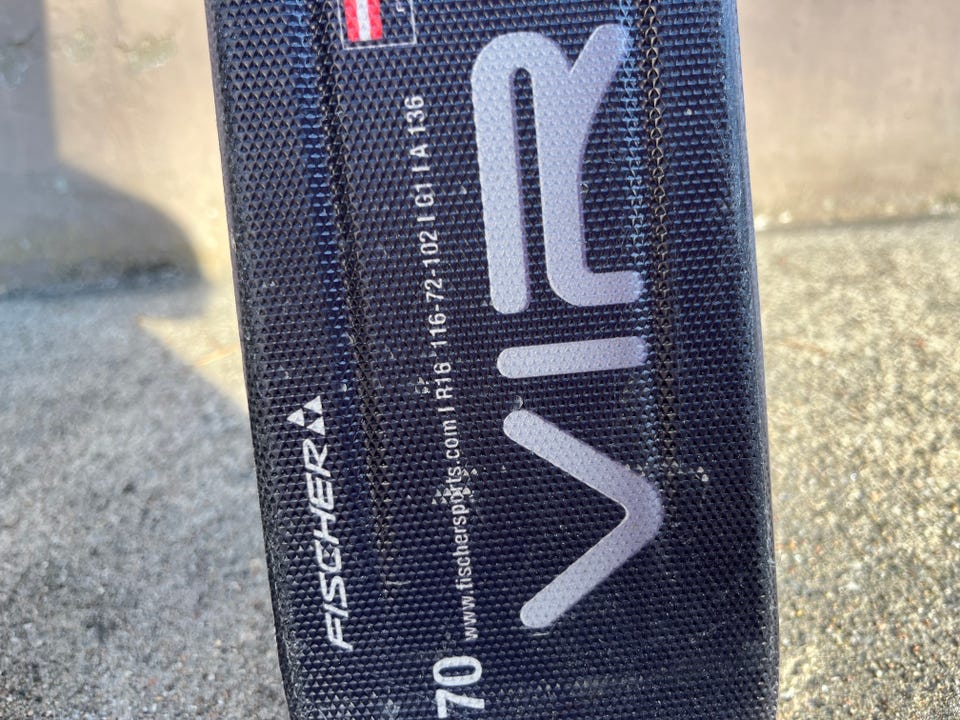 FISCHER
70 www.fischersports.com I R16 116-72-102 I G1 I A 136
VIR